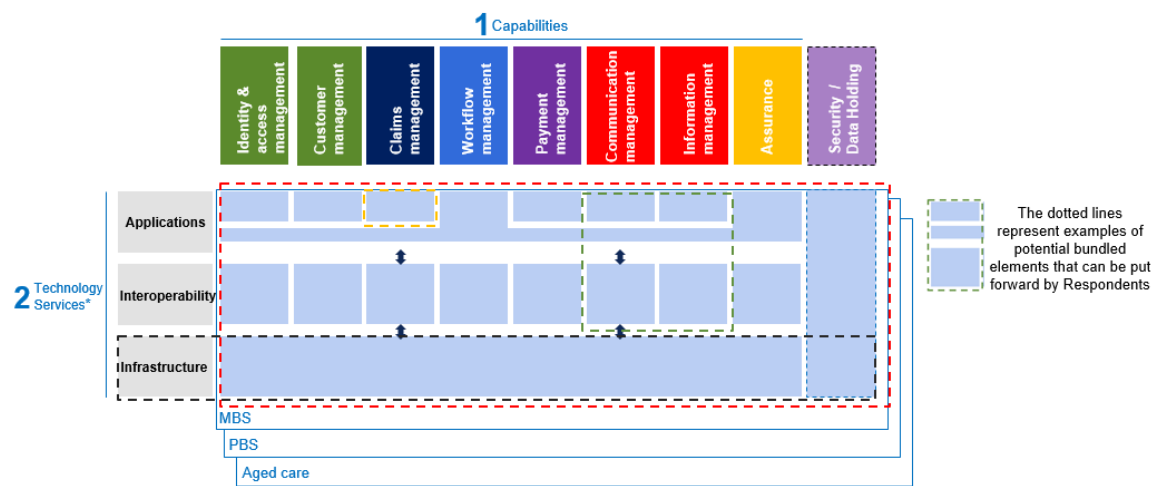 1 Capabilities
Identity &
access
management
Customer
management
Claims
management
Workflow
management
Payment
management
Communication
management
Information
management
Assurance
Security /
Data Holding
2 Technology
Services*
Applications
Interoperability
Infrastructure
MBS
PBS
Aged care
The dotted lines
represent examples of
potential bundled
elements that can be put
forward by Respondents